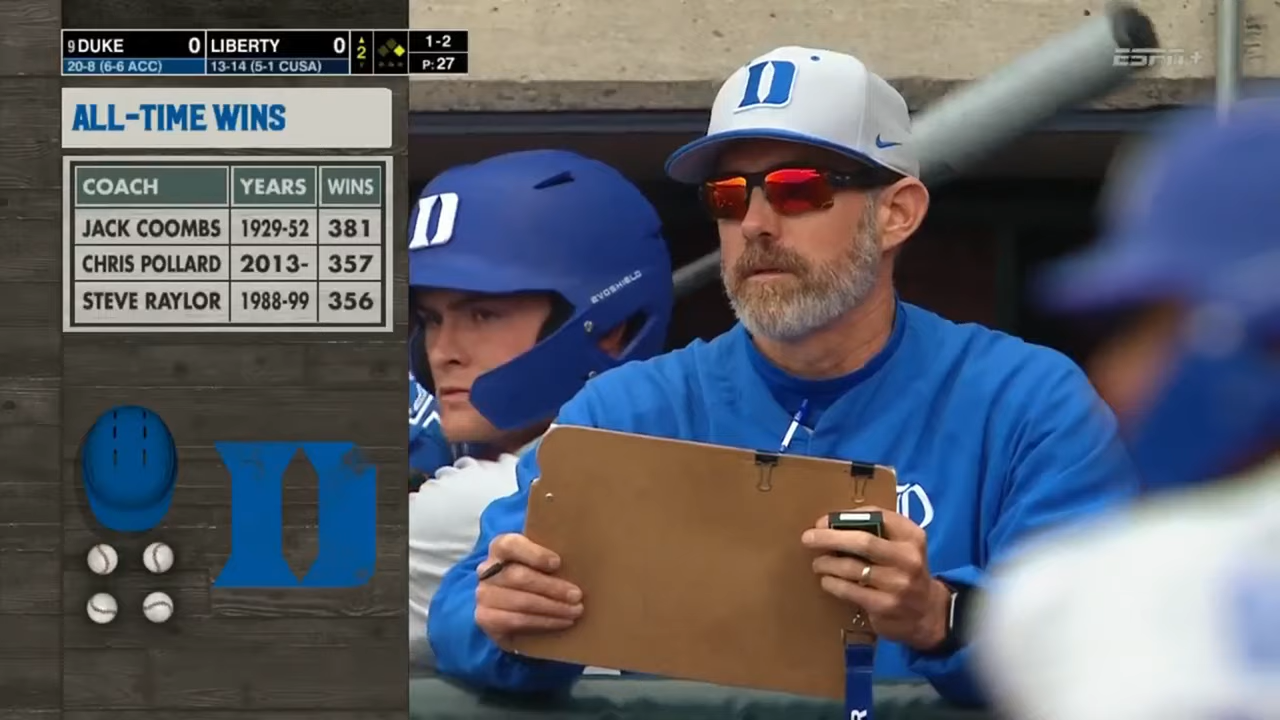 9 DUKE 0 LIBERTY 0 2 1-2
20-8 (6-6 ACC) 13-14 (5-1 CUSA) P: 27
ESPN+
ALL-TIME WINS
COACH YEARS WINS
JACK COOMBS 1929-52 381
CHRIS POLLARD 2013- 357
STEVE RAYLOR 1988-99 356
D
D
EVOSHIELD
D
D
R